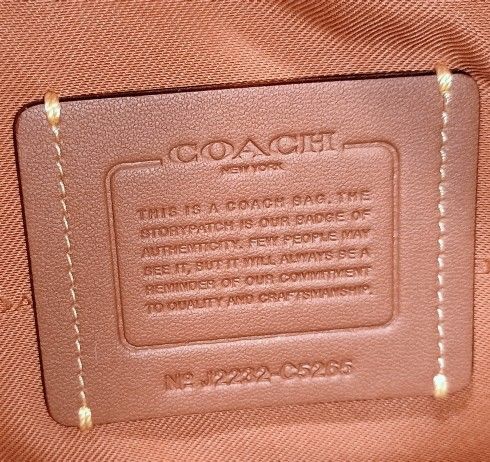 COACH
NEW YORK
THIS IS A COACH BAG. THE
STORYPATCH IS OUR BADGE OF
AUTHENTICITY. FEW PEOPLE MAY
SEE IT, BUT IT WILL ALWAYS BE A
REMINDER OF OUR COMMITMENT
TO QUALITY AND CRAFTSMANSHIP.
Nº J2232-C5265